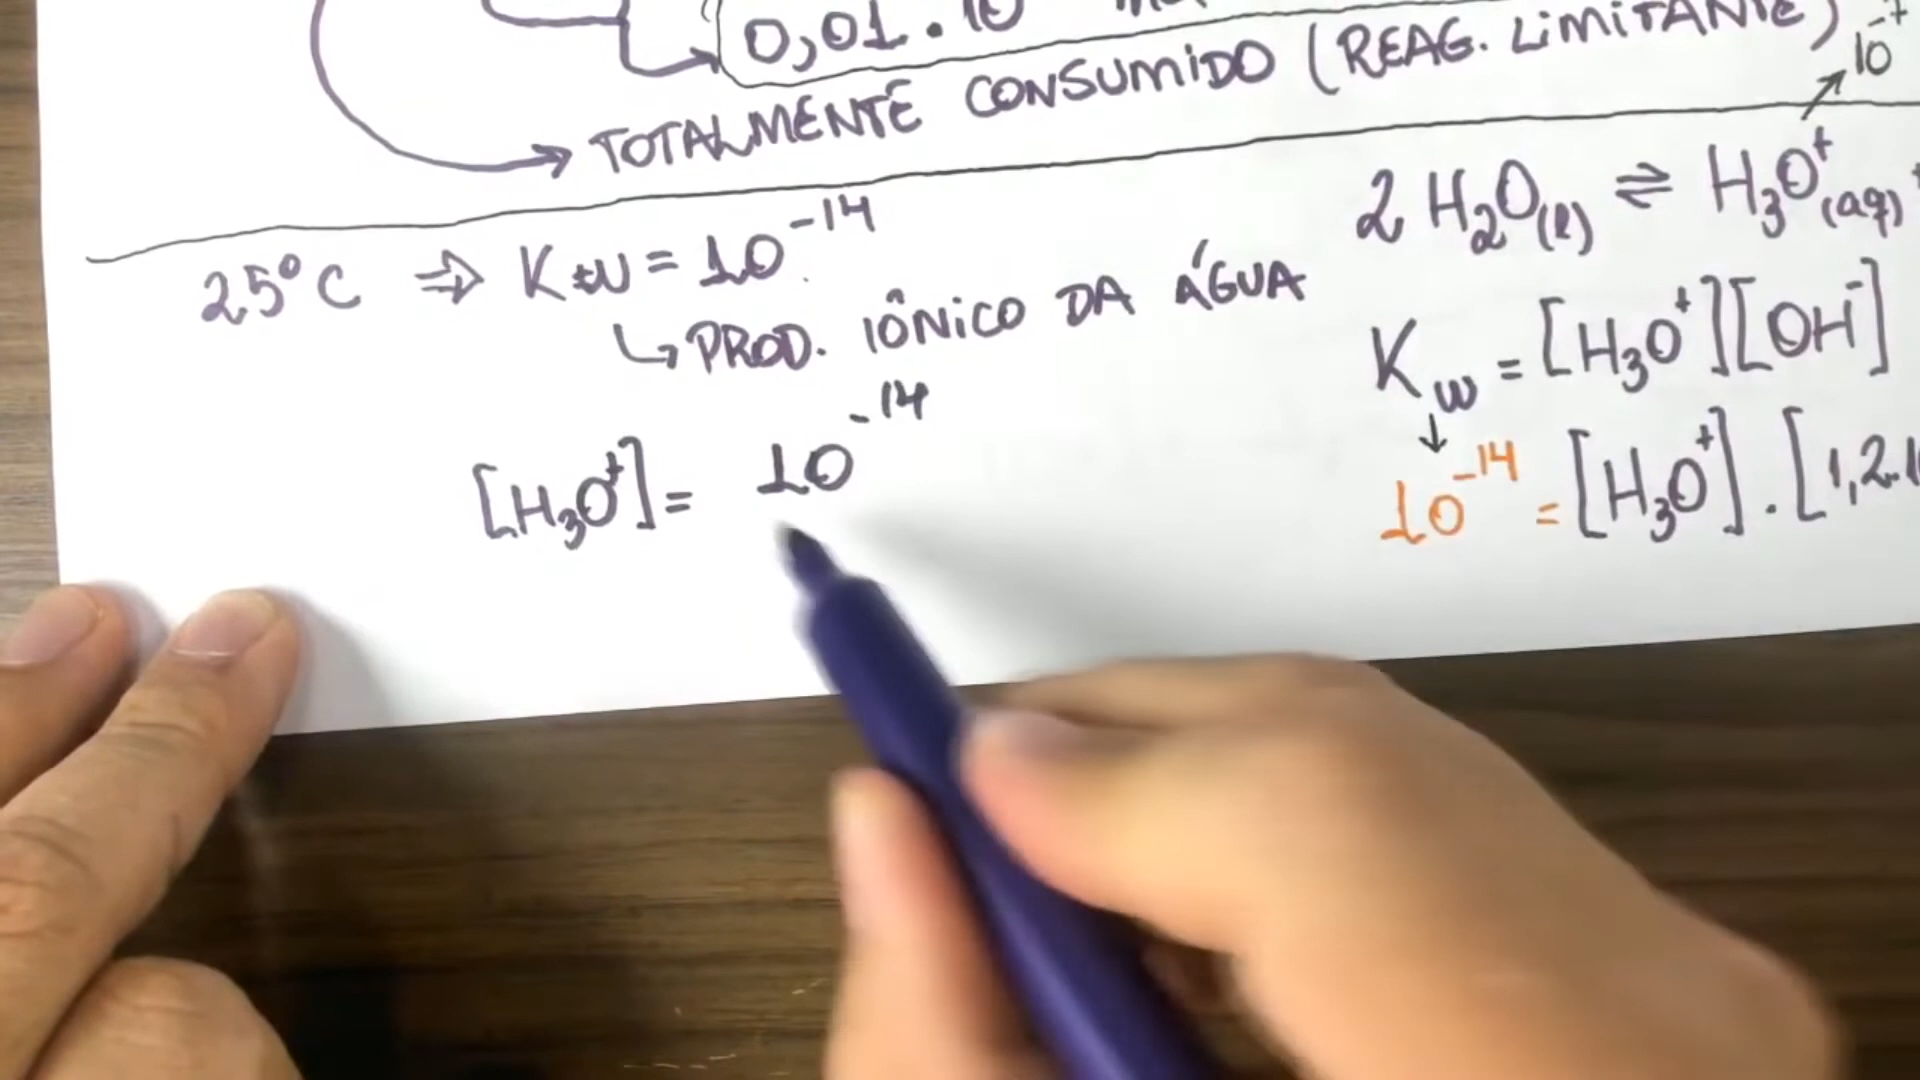 0,01 . 10
TOTALMENTE CONSUMIDO (REAG. LIMITANTE)
25°C ⇒ Kw = 10⁻¹⁴
↳ PROD. IÔNICO DA ÁGUA
[H₃O⁺] = 10⁻¹⁴
10⁻⁷
2 H₂O(l) ⇌ H₃O⁺(aq)
Kw = [H₃O⁺][OH⁻]
10⁻¹⁴ = [H₃O⁺] . [1,2.